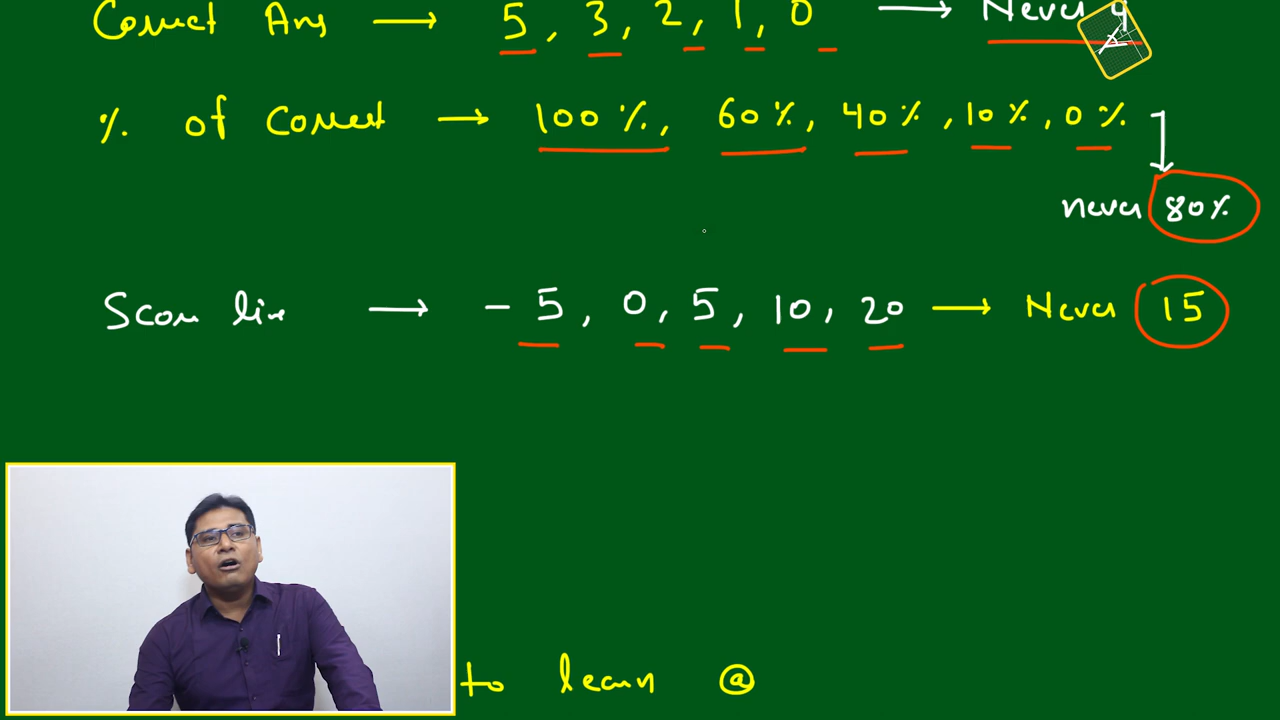 Correct Ans → 5, 3, 2, 1, 0 → Never 4
% of Correct → 100%, 60%, 40%, 10%, 0%
never 80%
Score line → -5, 0, 5, 10, 20 → Never 15
to learn @